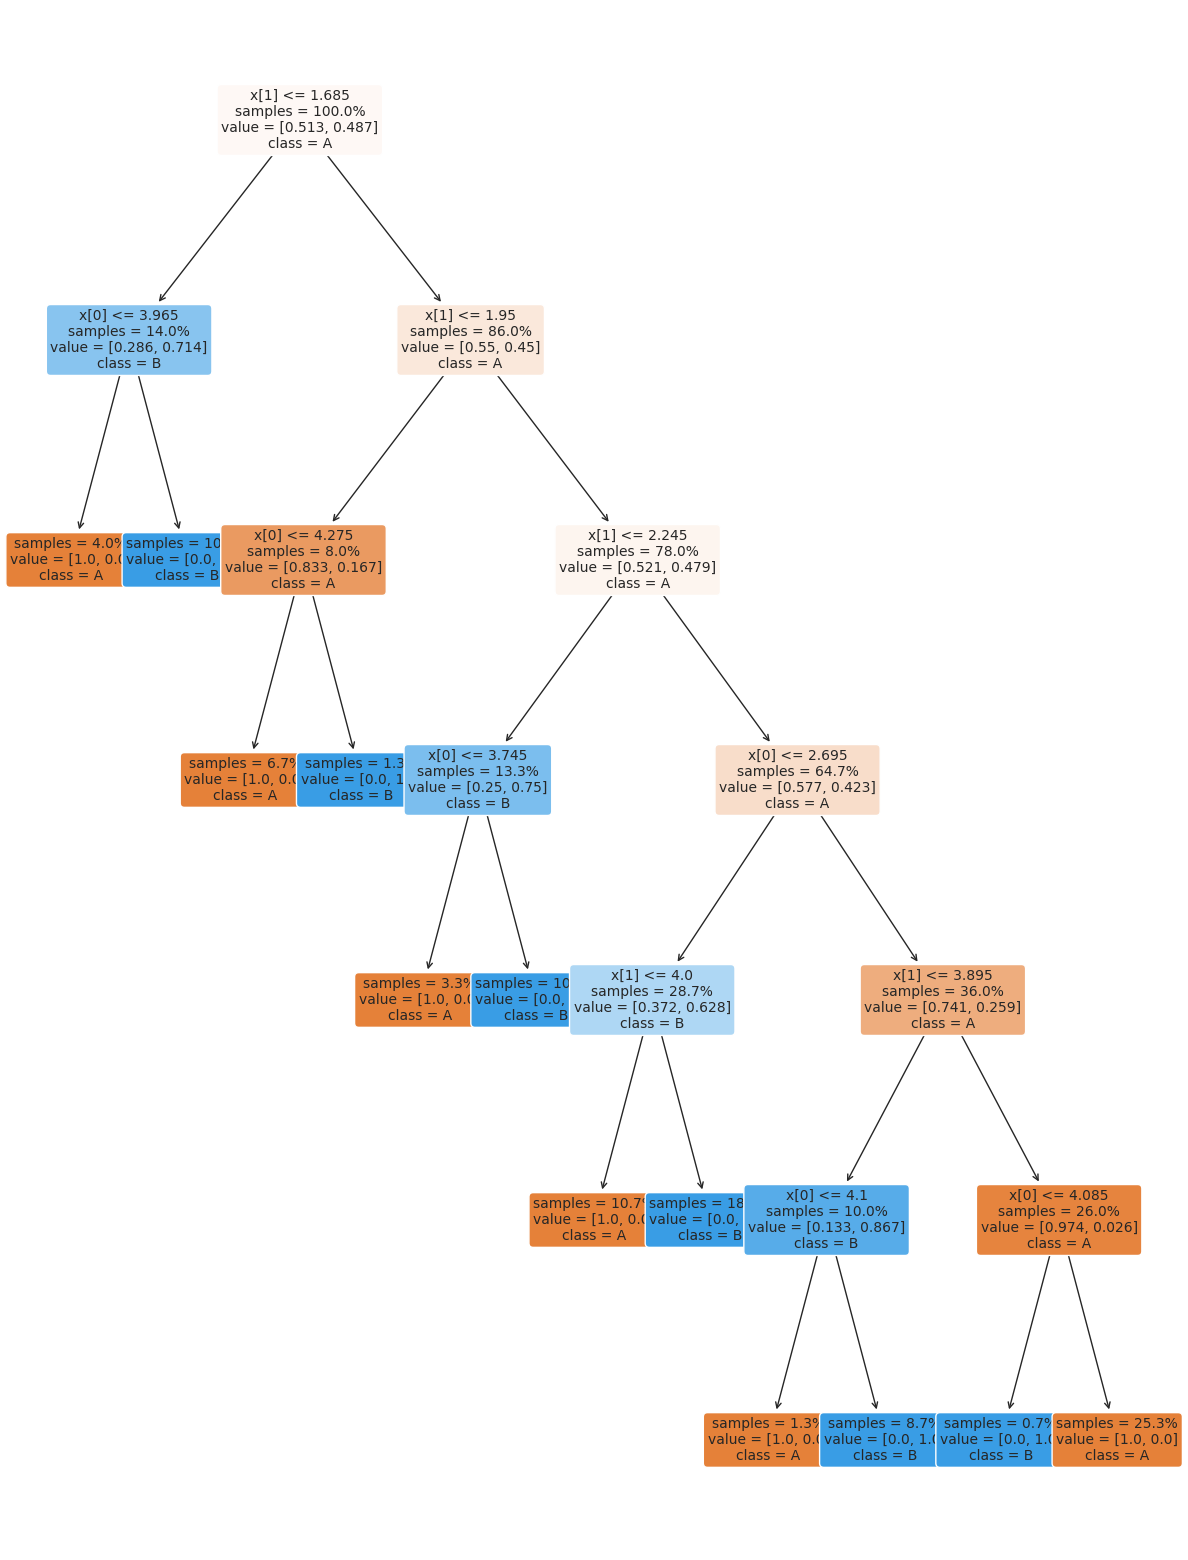 x[1] <= 1.685
samples = 100.0%
value = [0.513, 0.487]
class = A
x[0] <= 3.965
samples = 14.0%
value = [0.286, 0.714]
class = B
x[1] <= 1.95
samples = 86.0%
value = [0.55, 0.45]
class = A
samples = 4.0%
value = [1.0, 0.0
class = A
samples = 10
value = [0.0,
class = B
x[0] <= 4.275
samples = 8.0%
value = [0.833, 0.167]
class = A
x[1] <= 2.245
samples = 78.0%
value = [0.521, 0.479]
class = A
samples = 6.7%
value = [1.0, 0.0
class = A
samples = 1.3
value = [0.0, 1
class = B
x[0] <= 3.745
samples = 13.3%
value = [0.25, 0.75]
class = B
x[0] <= 2.695
samples = 64.7%
value = [0.577, 0.423]
class = A
samples = 3.3%
value = [1.0, 0.0
class = A
samples = 10
value = [0.0,
class = B
x[1] <= 4.0
samples = 28.7%
value = [0.372, 0.628]
class = B
x[1] <= 3.895
samples = 36.0%
value = [0.741, 0.259]
class = A
samples = 10.7%
value = [1.0, 0.0
class = A
samples = 18
value = [0.0,
class = B
x[0] <= 4.1
samples = 10.0%
value = [0.133, 0.867]
class = B
x[0] <= 4.085
samples = 26.0%
value = [0.974, 0.026]
class = A
samples = 1.3%
value = [1.0, 0.0
class = A
samples = 8.7%
value = [0.0, 1.0
class = B
samples = 0.7%
value = [0.0, 1.0
class = B
samples = 25.3%
value = [1.0, 0.0]
class = A